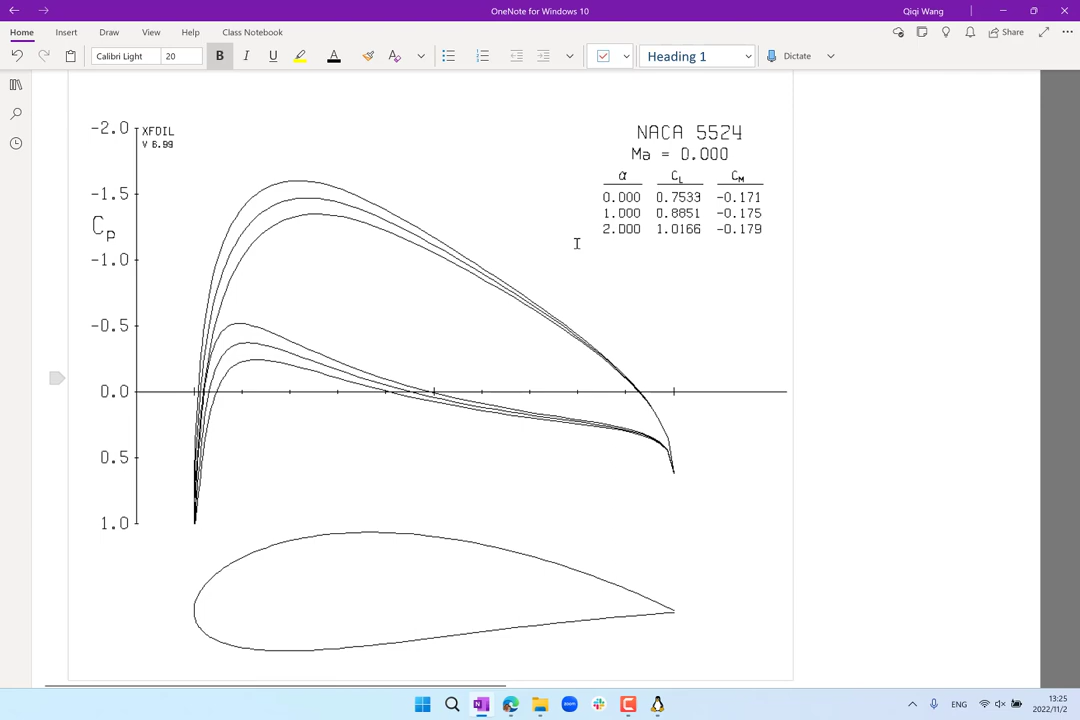 OneNote for Windows 10
Qiqi Wang
Home Insert Draw View Help Class Notebook
Share
Calibri Light 20 B I U A A Heading 1 Dictate
XFOIL
V 6.99
NACA 5524
Ma = 0.000
α CL CM
0.000 0.7533 -0.171
1.000 0.8851 -0.175
2.000 1.0166 -0.179
-2.0
-1.5
Cp
-1.0
-0.5
0.0
0.5
1.0
ENG
13:25
2022/11/2